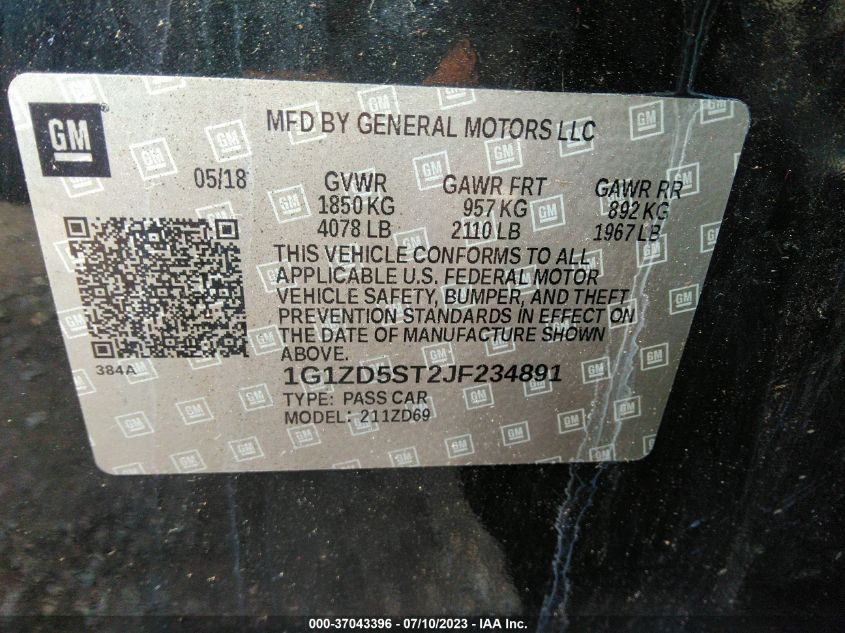 GM
MFD BY GENERAL MOTORS LLC
05/18 GVWR GAWR FRT GAWR RR
1850 KG 957 KG 892 KG
4078 LB 2110 LB 1967 LB
THIS VEHICLE CONFORMS TO ALL
APPLICABLE U.S. FEDERAL MOTOR
VEHICLE SAFETY, BUMPER, AND THEFT
PREVENTION STANDARDS IN EFFECT ON
THE DATE OF MANUFACTURE SHOWN
ABOVE.
384A
1G1ZD5ST2JF234891
TYPE: PASS CAR
MODEL: 211ZD69
000-37043396 - 07/10/2023 - IAA Inc.